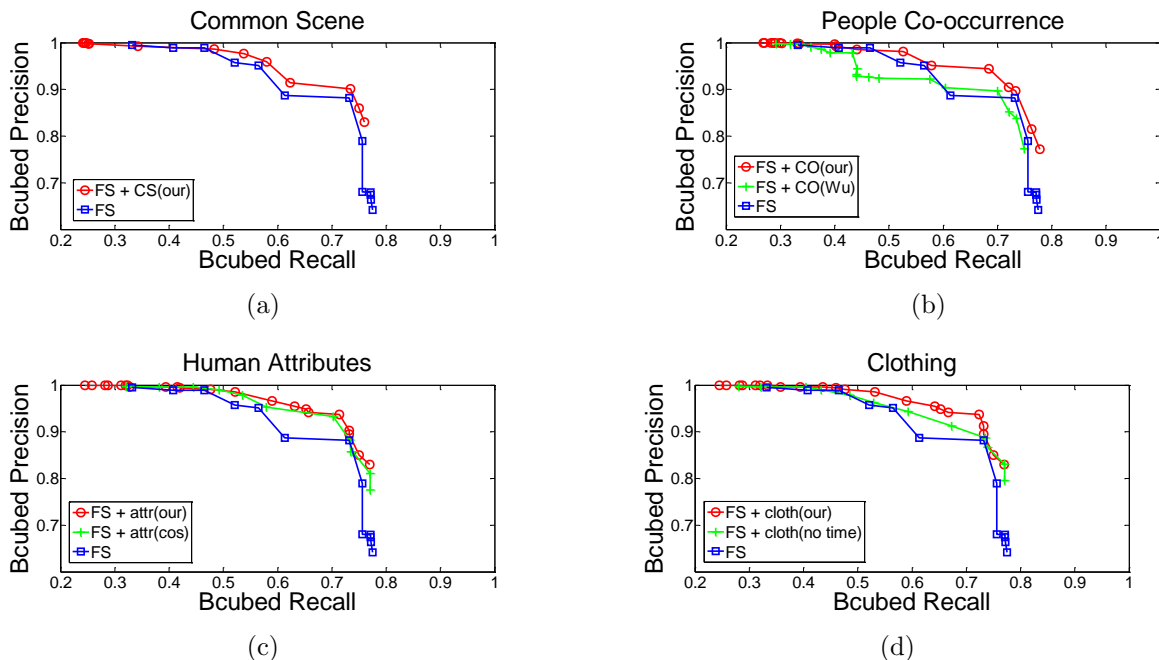 Common Scene
Bcubed Precision
1
0.9
0.8
0.7
FS + CS(our)
FS
0.2 0.3 0.4 0.5 0.6 0.7 0.8 0.9 1
Bcubed Recall
(a)
People Co-occurrence
Bcubed Precision
1
0.9
0.8
0.7
FS + CO(our)
FS + CO(Wu)
FS
0.2 0.3 0.4 0.5 0.6 0.7 0.8 0.9 1
Bcubed Recall
(b)
Human Attributes
Bcubed Precision
1
0.9
0.8
0.7
FS + attr(our)
FS + attr(cos)
FS
0.2 0.3 0.4 0.5 0.6 0.7 0.8 0.9 1
Bcubed Recall
(c)
Clothing
Bcubed Precision
1
0.9
0.8
0.7
FS + cloth(our)
FS + cloth(no time)
FS
0.2 0.3 0.4 0.5 0.6 0.7 0.8 0.9 1
Bcubed Recall
(d)